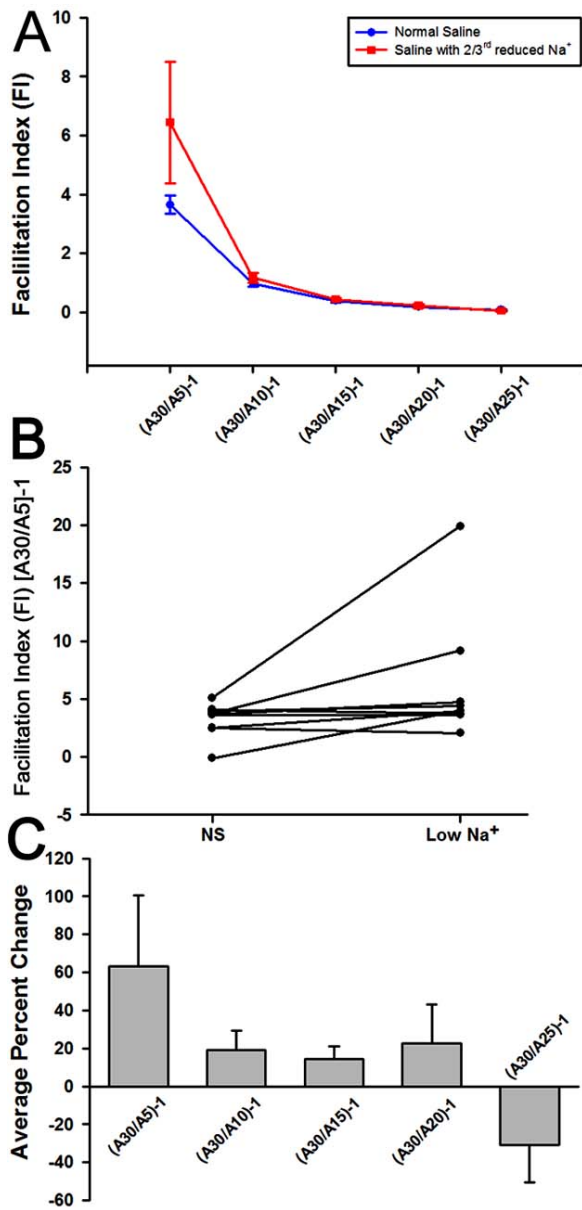 A
10
8
6
4
2
0
Faclilitation Index (FI)
Normal Saline
Saline with 2/3rd reduced Na+
(A30/A5)-1
(A30/A10)-1
(A30/A15)-1
(A30/A20)-1
(A30/A25)-1
B
25
20
15
10
5
0
-5
Facilitation Index (FI) [A30/A5]-1
NS
Low Na+
C
120
100
80
60
40
20
0
-20
-40
-60
Average Percent Change
(A30/A5)-1
(A30/A10)-1
(A30/A15)-1
(A30/A20)-1
(A30/A25)-1